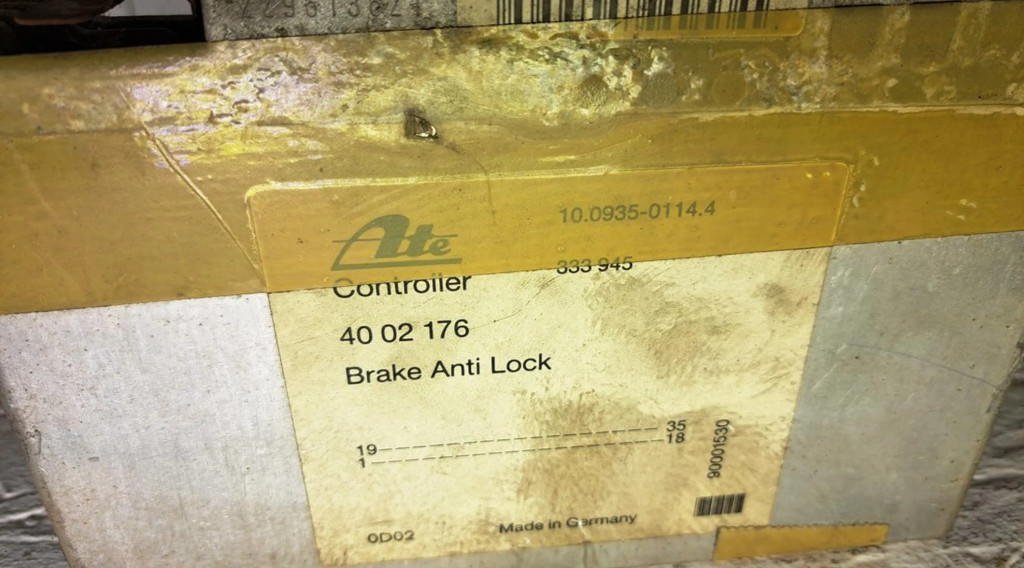 Ate
10.0935-0114.4
333 945
Controller
40 02 176
Brake Anti Lock
19 35
1 18
90001530
0D02 Made in Germany